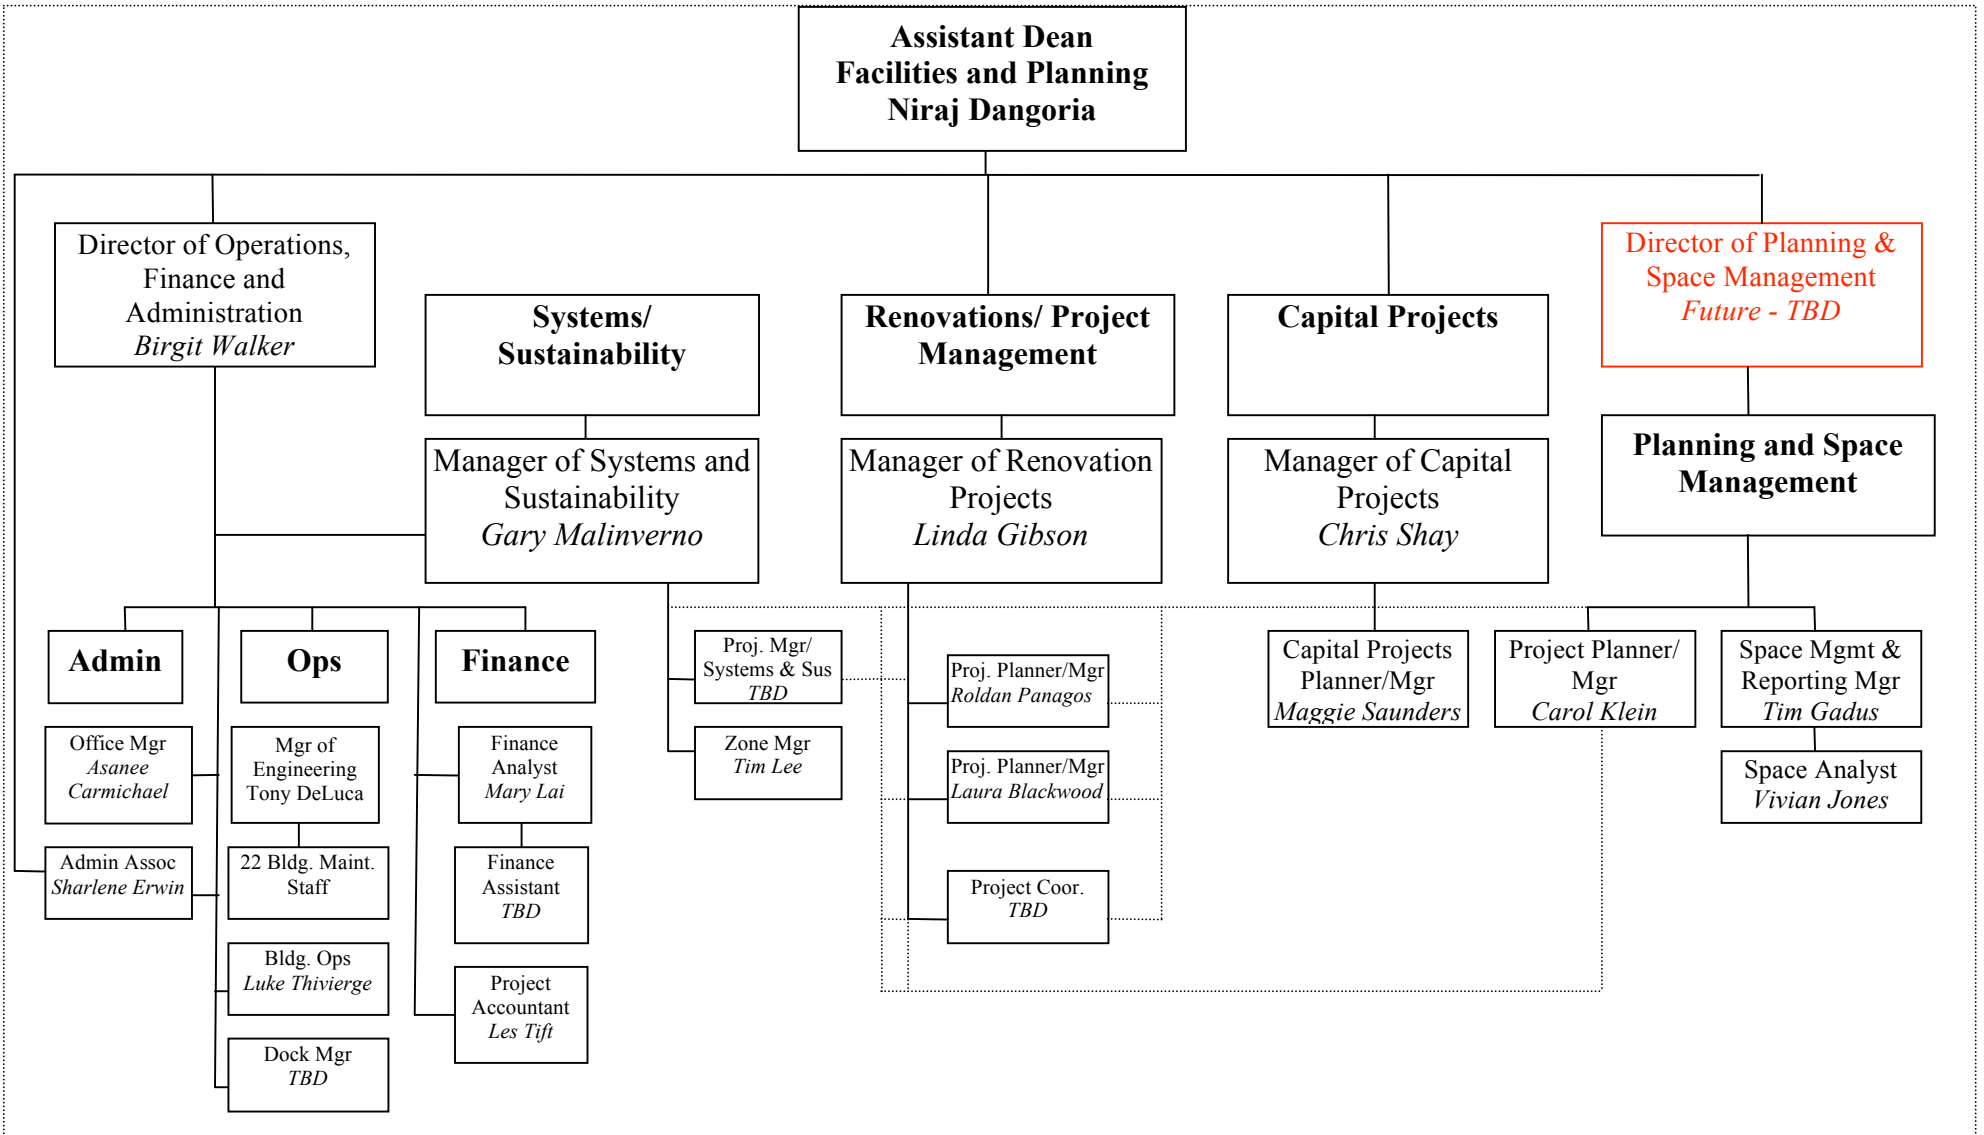 Assistant Dean
Facilities and Planning
Niraj Dangoria
Director of Operations,
Finance and
Administration
Birgit Walker
Systems/
Sustainability
Renovations/ Project
Management
Capital Projects
Director of Planning &
Space Management
Future - TBD
Manager of Systems and
Sustainability
Gary Malinverno
Manager of Renovation
Projects
Linda Gibson
Manager of Capital
Projects
Chris Shay
Planning and Space
Management
Admin
Ops
Finance
Proj. Mgr/
Systems & Sus
TBD
Proj. Planner/Mgr
Roldan Panagos
Capital Projects
Planner/Mgr
Maggie Saunders
Project Planner/
Mgr
Carol Klein
Space Mgmt &
Reporting Mgr
Tim Gadus
Office Mgr
Asanee
Carmichael
Mgr of
Engineering
Tony DeLuca
Finance
Analyst
Mary Lai
Zone Mgr
Tim Lee
Proj. Planner/Mgr
Laura Blackwood
Space Analyst
Vivian Jones
Admin Assoc
Sharlene Erwin
22 Bldg. Maint.
Staff
Finance
Assistant
TBD
Project Coor.
TBD
Bldg. Ops
Luke Thivierge
Project
Accountant
Les Tift
Dock Mgr
TBD